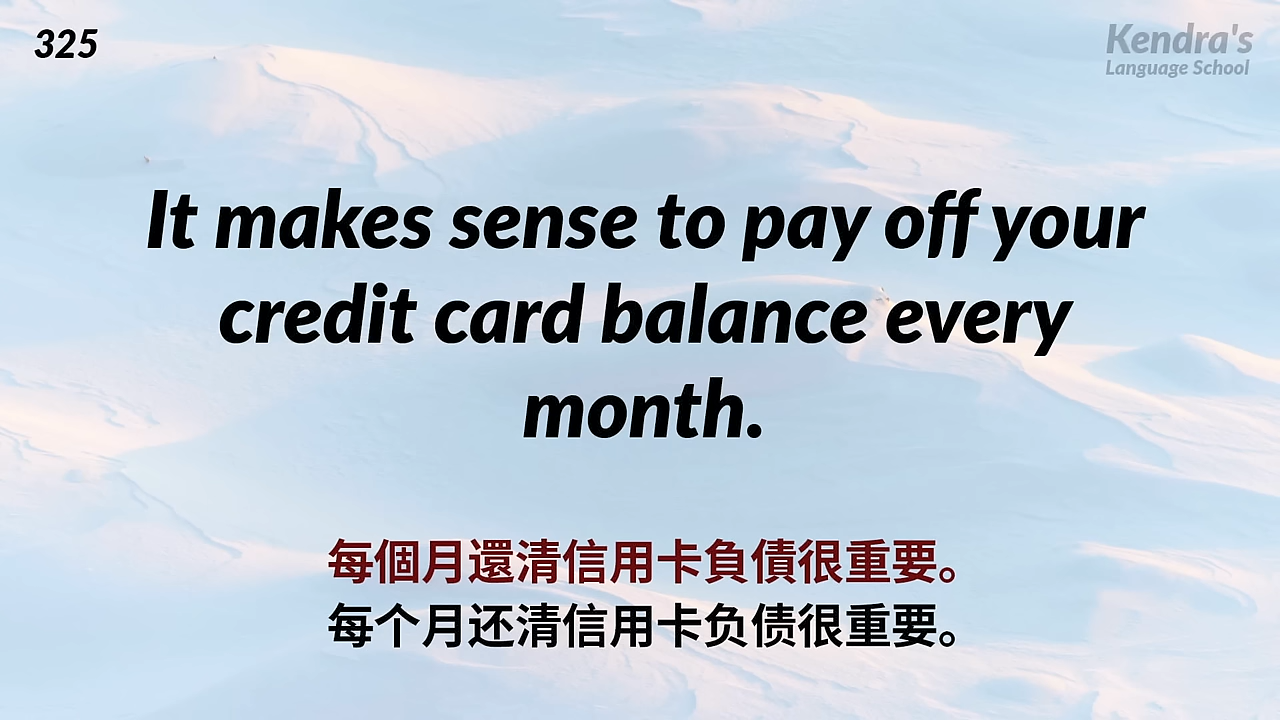 325
Kendra's
Language School
It makes sense to pay off your
credit card balance every
month.
每個月還清信用卡負債很重要。
每个月还清信用卡负债很重要。